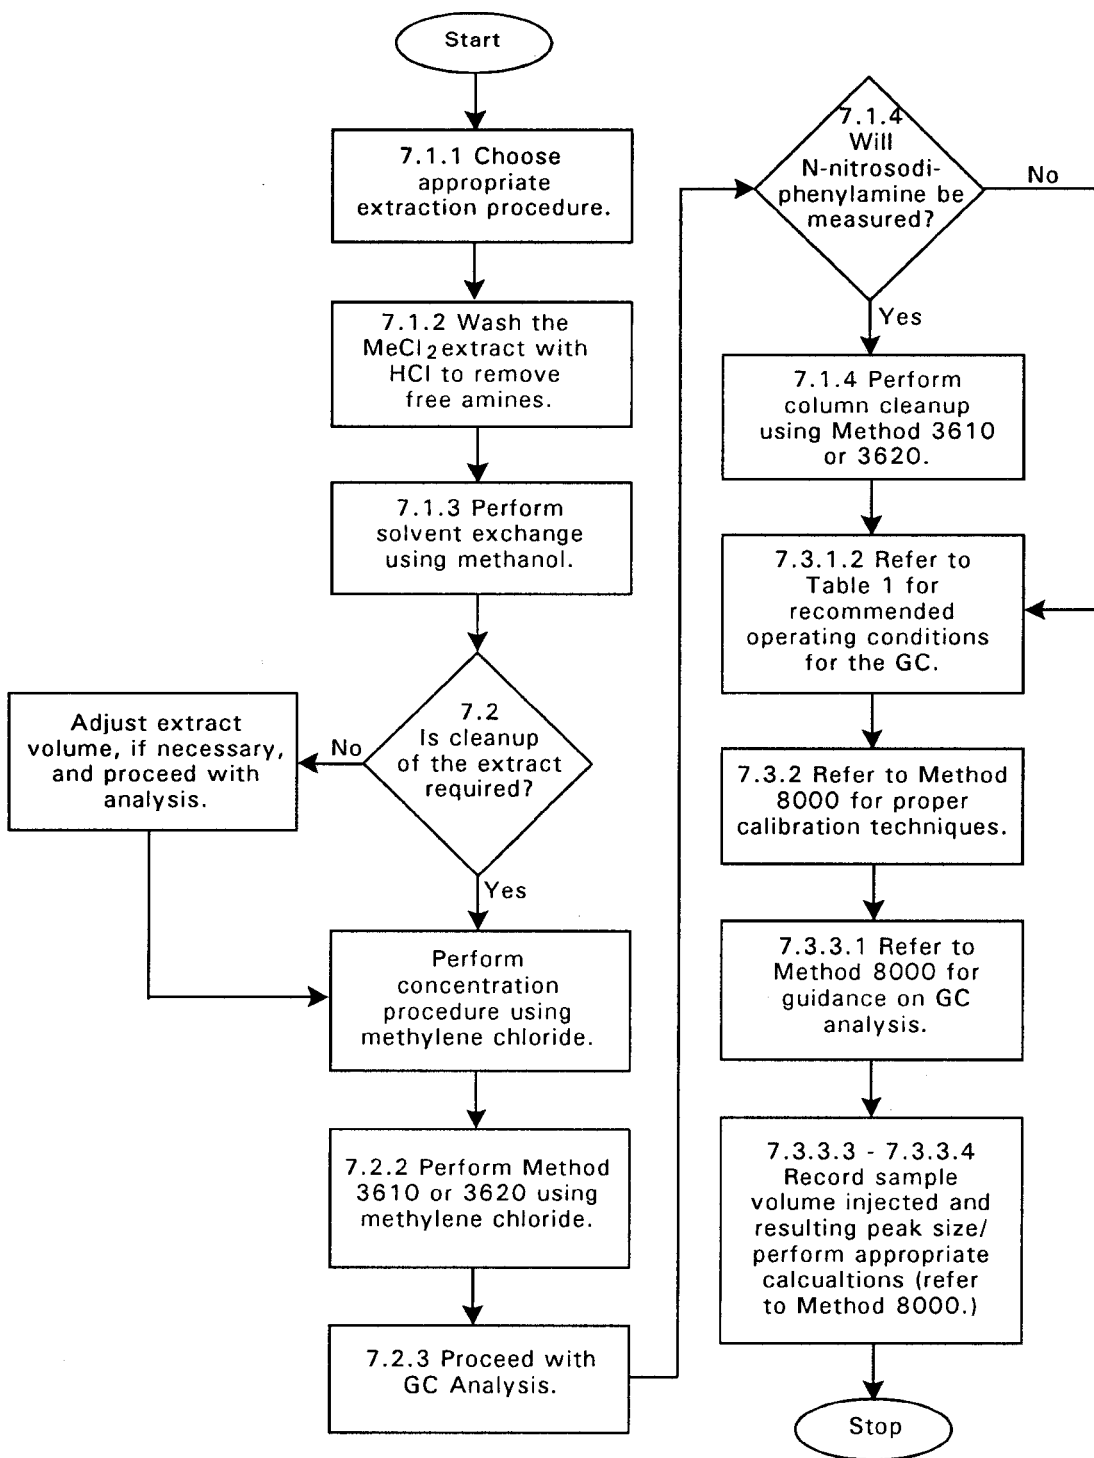 Start
7.1.1 Choose
appropriate
extraction procedure.
7.1.2 Wash the
MeCl2 extract with
HCl to remove
free amines.
7.1.3 Perform
solvent exchange
using methanol.
7.2
Is cleanup
of the extract
required?
No
Adjust extract
volume, if necessary,
and proceed with
analysis.
Yes
Perform
concentration
procedure using
methylene chloride.
7.2.2 Perform Method
3610 or 3620 using
methylene chloride.
7.2.3 Proceed with
GC Analysis.
7.1.4
Will
N-nitrosodi-
phenylamine be
measured?
No
Yes
7.1.4 Perform
column cleanup
using Method 3610
or 3620.
7.3.1.2 Refer to
Table 1 for
recommended
operating conditions
for the GC.
7.3.2 Refer to Method
8000 for proper
calibration techniques.
7.3.3.1 Refer to
Method 8000 for
guidance on GC
analysis.
7.3.3.3 - 7.3.3.4
Record sample
volume injected and
resulting peak size/
perform appropriate
calcualtions (refer
to Method 8000.)
Stop